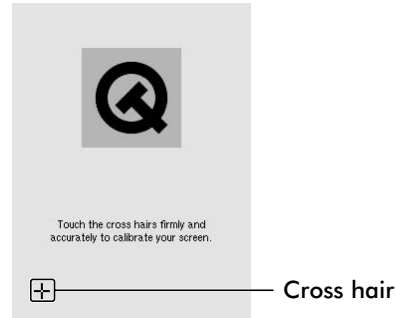 Touch the cross hairs firmly and
accurately to calibrate your screen.
Cross hair